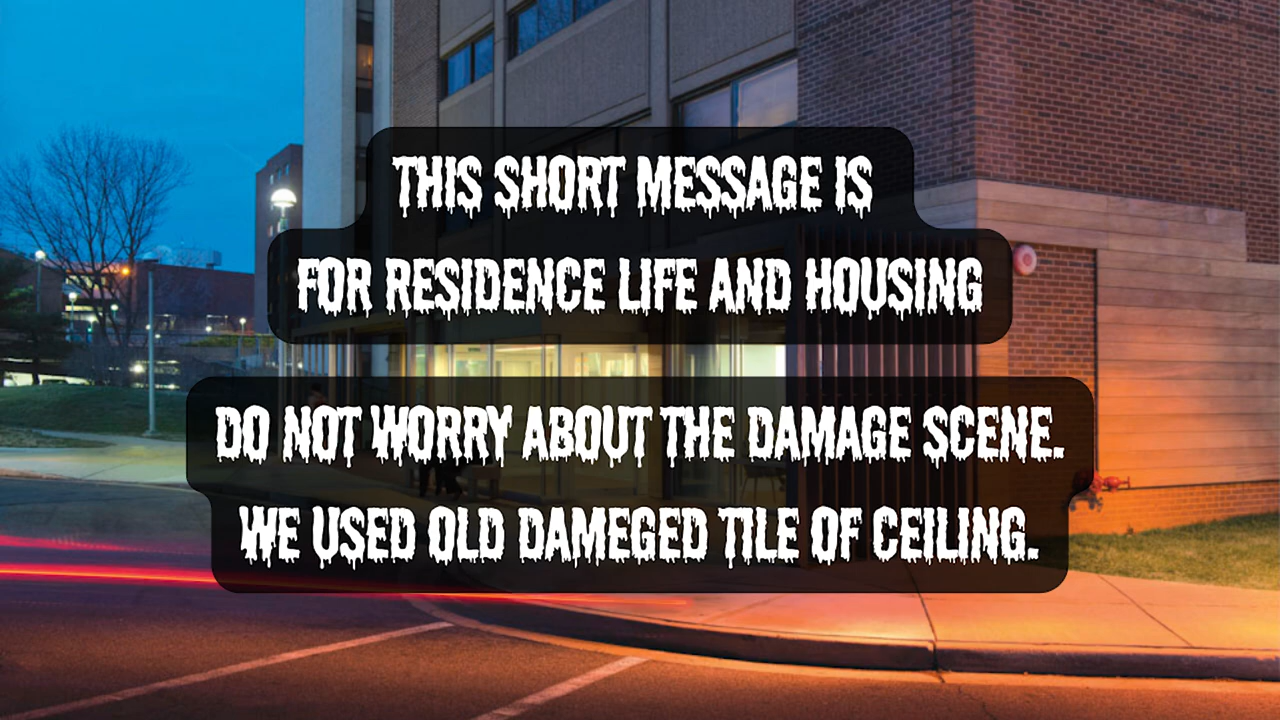 THIS SHORT MESSAGE IS
FOR RESIDENCE LIFE AND HOUSING
DO NOT WORRY ABOUT THE DAMAGE SCENE.
WE USED OLD DAMEGED TILE OF CEILING.